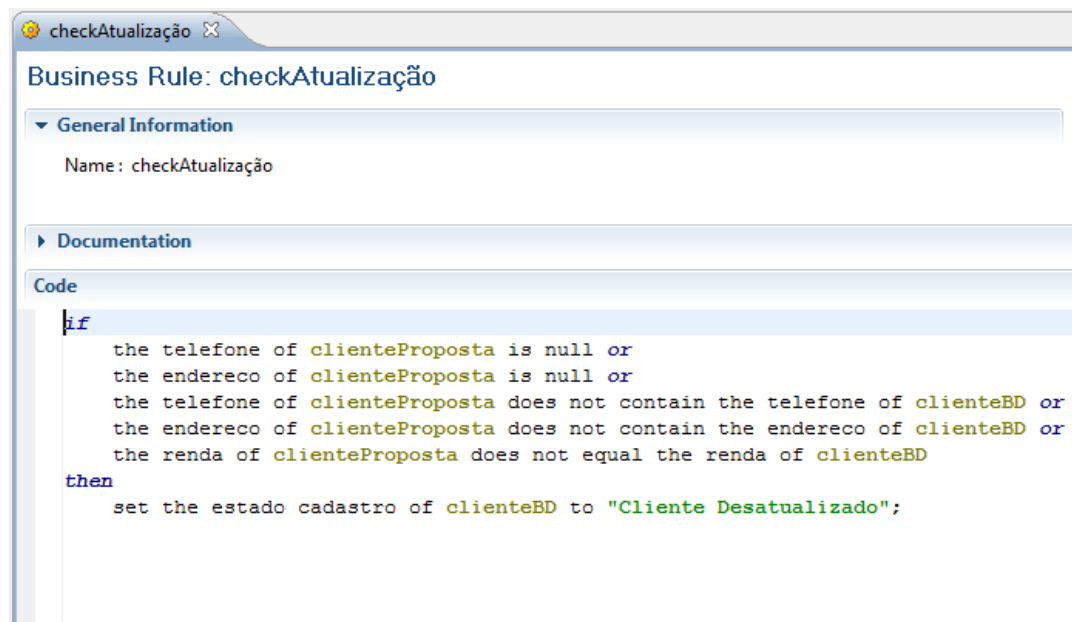 checkAtualização
Business Rule: checkAtualização
General Information
Name : checkAtualização
Documentation
Code
if
the telefone of clienteProposta is null or
the endereco of clienteProposta is null or
the telefone of clienteProposta does not contain the telefone of clienteBD or
the endereco of clienteProposta does not contain the endereco of clienteBD or
the renda of clienteProposta does not equal the renda of clienteBD
then
set the estado cadastro of clienteBD to "Cliente Desatualizado";